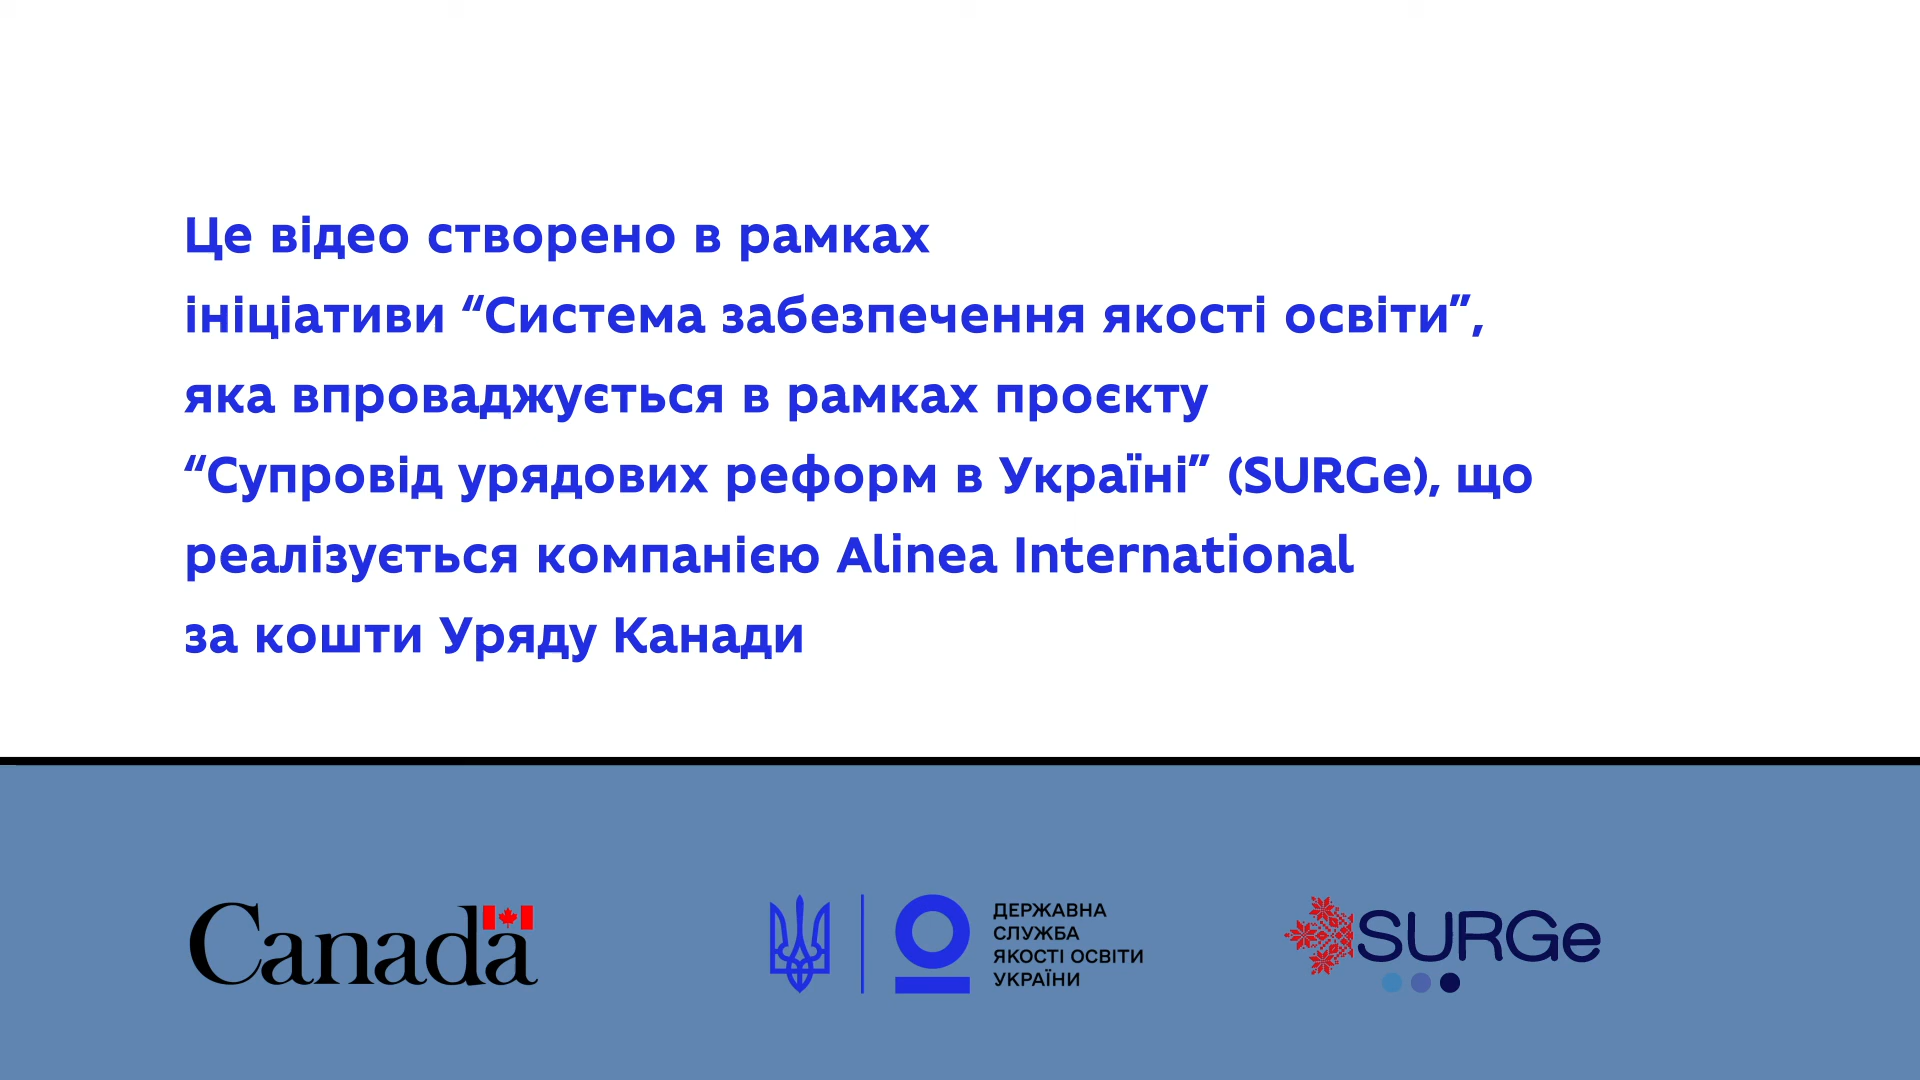 Це відео створено в рамках
ініціативи “Система забезпечення якості освіти”,
яка впроваджується в рамках проєкту
“Супровід урядових реформ в Україні” (SURGe), що
реалізується компанією Alinea International
за кошти Уряду Канади
Canada
ДЕРЖАВНА
СЛУЖБА
ЯКОСТІ ОСВІТИ
УКРАЇНИ
SURGe